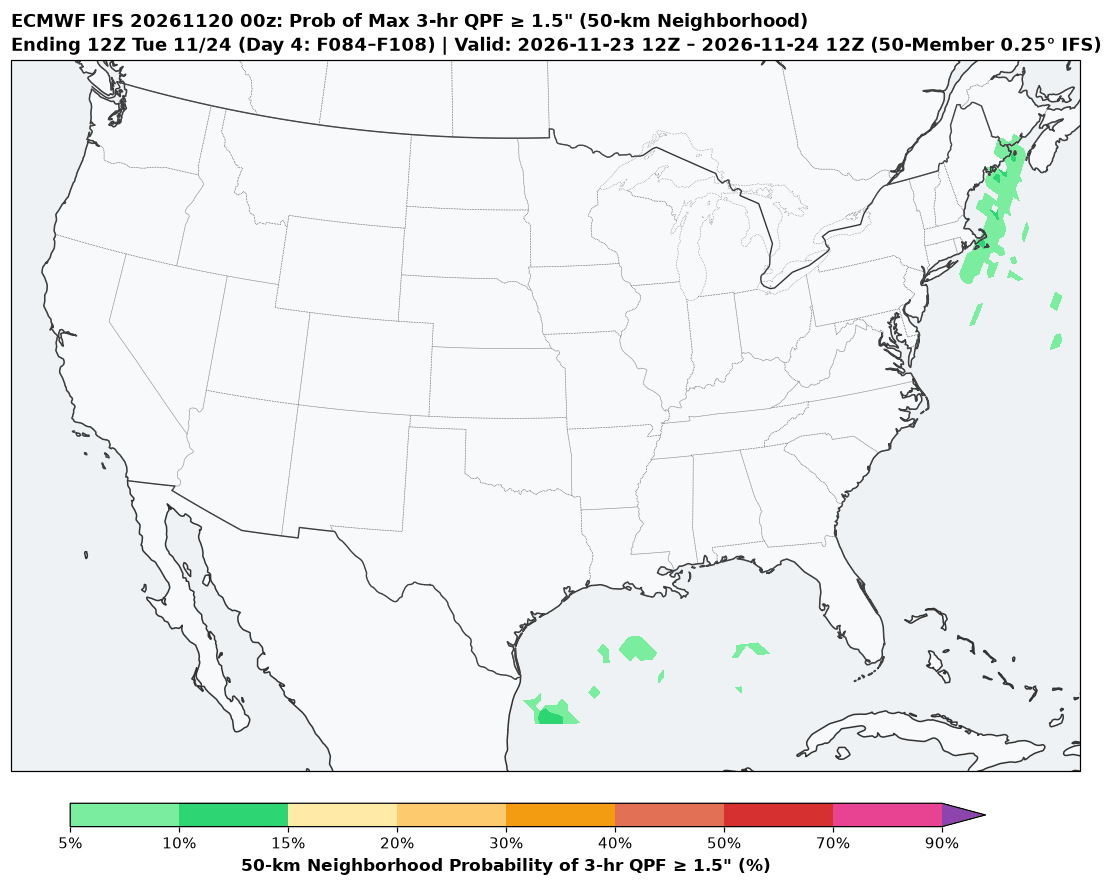 ECMWF IFS 20261120 00z: Prob of Max 3-hr QPF ≥ 1.5" (50-km Neighborhood)
Ending 12Z Tue 11/24 (Day 4: F084–F108) | Valid: 2026-11-23 12Z – 2026-11-24 12Z (50-Member 0.25° IFS)
5% 10% 15% 20% 30% 40% 50% 70% 90%
50-km Neighborhood Probability of 3-hr QPF ≥ 1.5" (%)